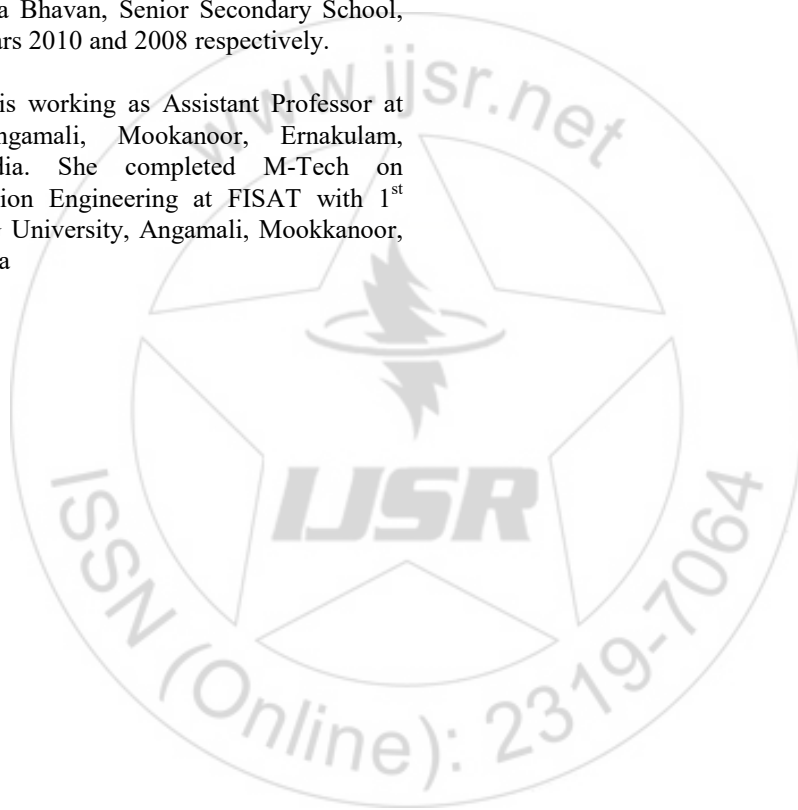 a Bhavan, Senior Secondary School,
ars 2010 and 2008 respectively.
is working as Assistant Professor at
ngamali, Mookanoor, Ernakulam,
dia. She completed M-Tech on
ion Engineering at FISAT with 1st
University, Angamali, Mookkanoor,
a
www.ijsr.net
IJSR
ISSN (Online): 2319-7064